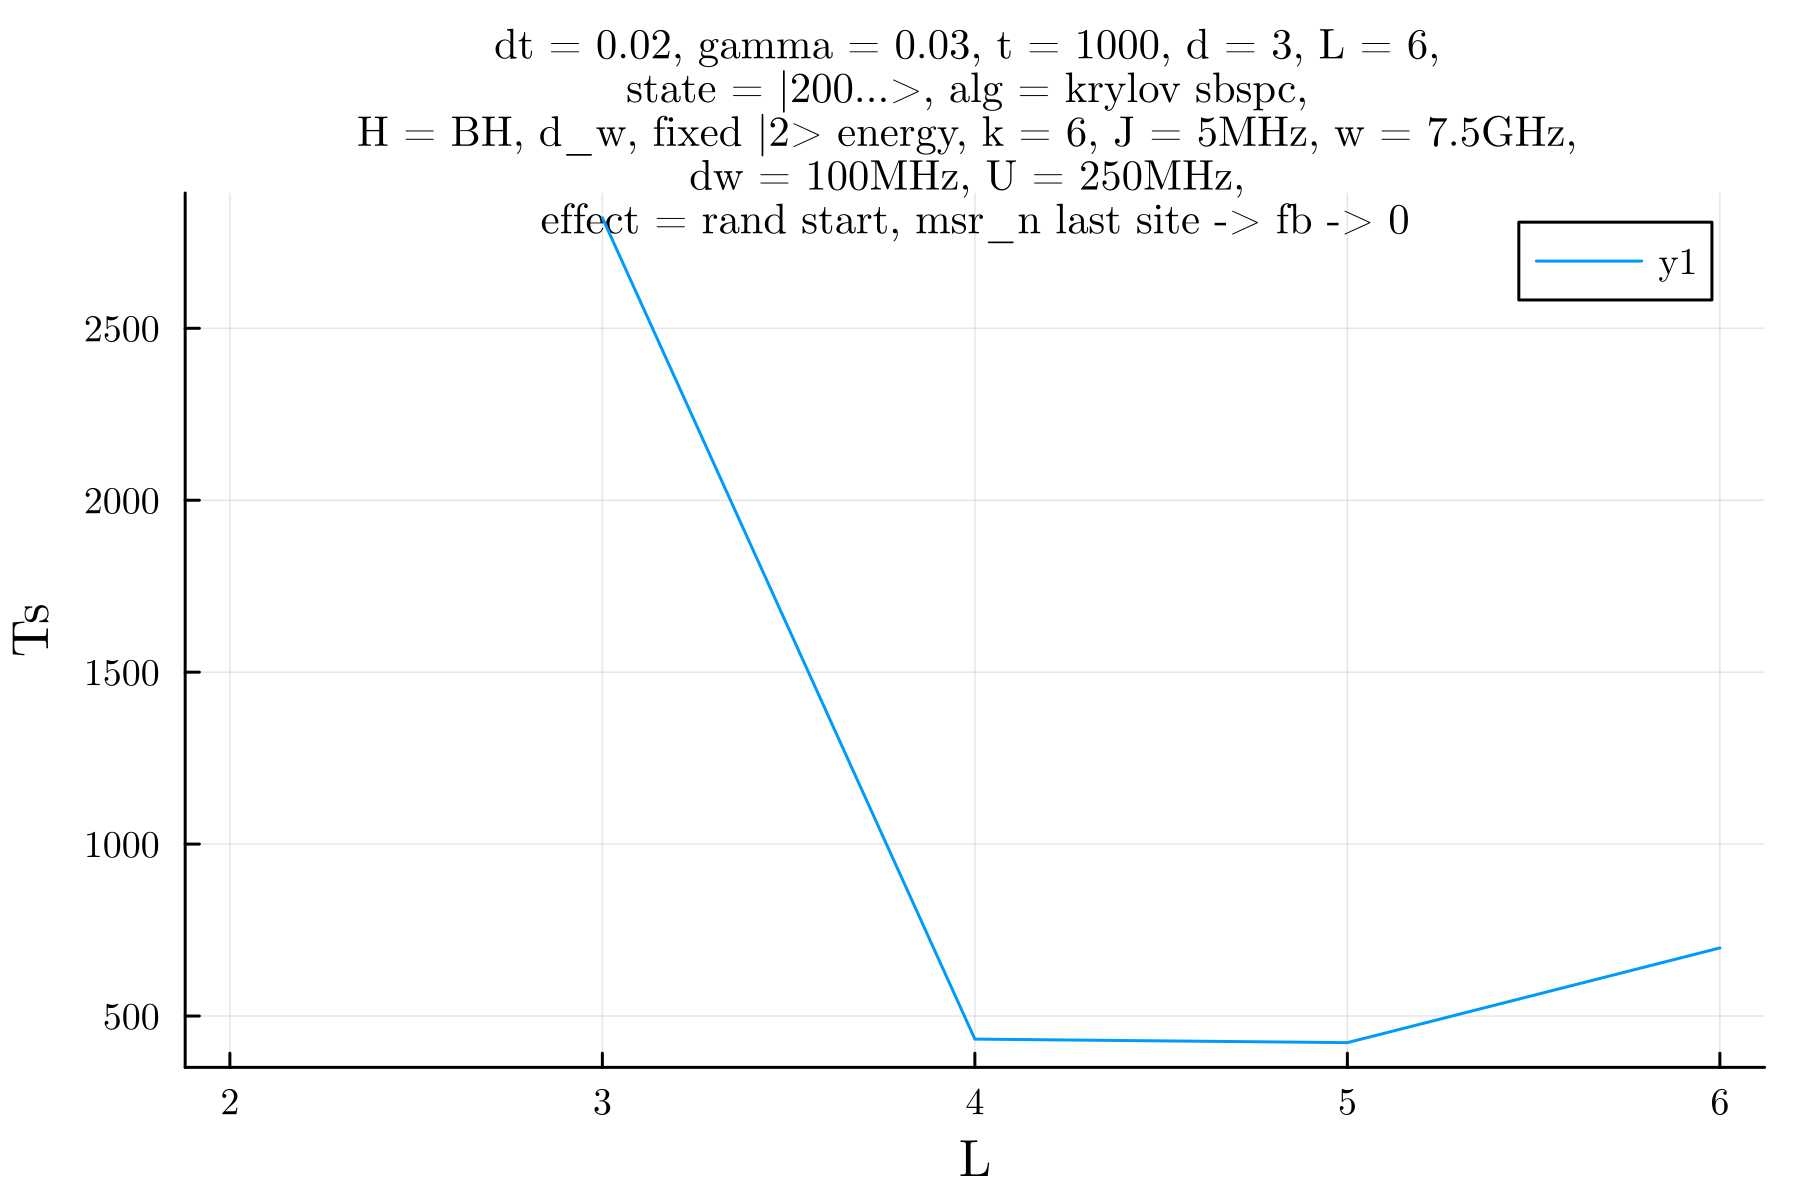 dt = 0.02, gamma = 0.03, t = 1000, d = 3, L = 6,
state = |200...>, alg = krylov sbspc,
H = BH, d_w, fixed |2> energy, k = 6, J = 5MHz, w = 7.5GHz,
dw = 100MHz, U = 250MHz,
effect = rand start, msr_n last site -> fb -> 0
y1
2500
2000
1500
1000
500
Ts
2 3 4 5 6
L